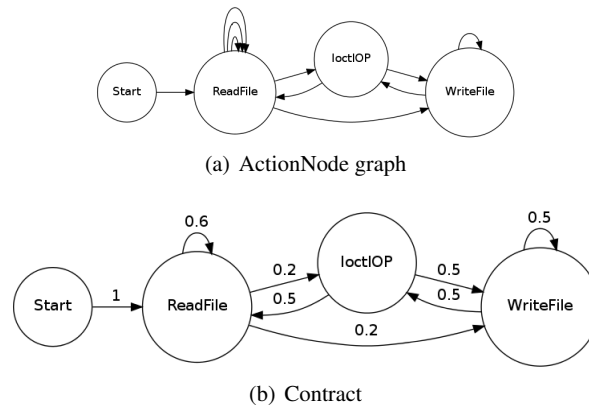 Start
ReadFile
IoctlOP
WriteFile
(a) ActionNode graph
0.6
0.5
Start
1
ReadFile
0.2
0.5
IoctlOP
0.5
0.5
WriteFile
0.2
(b) Contract